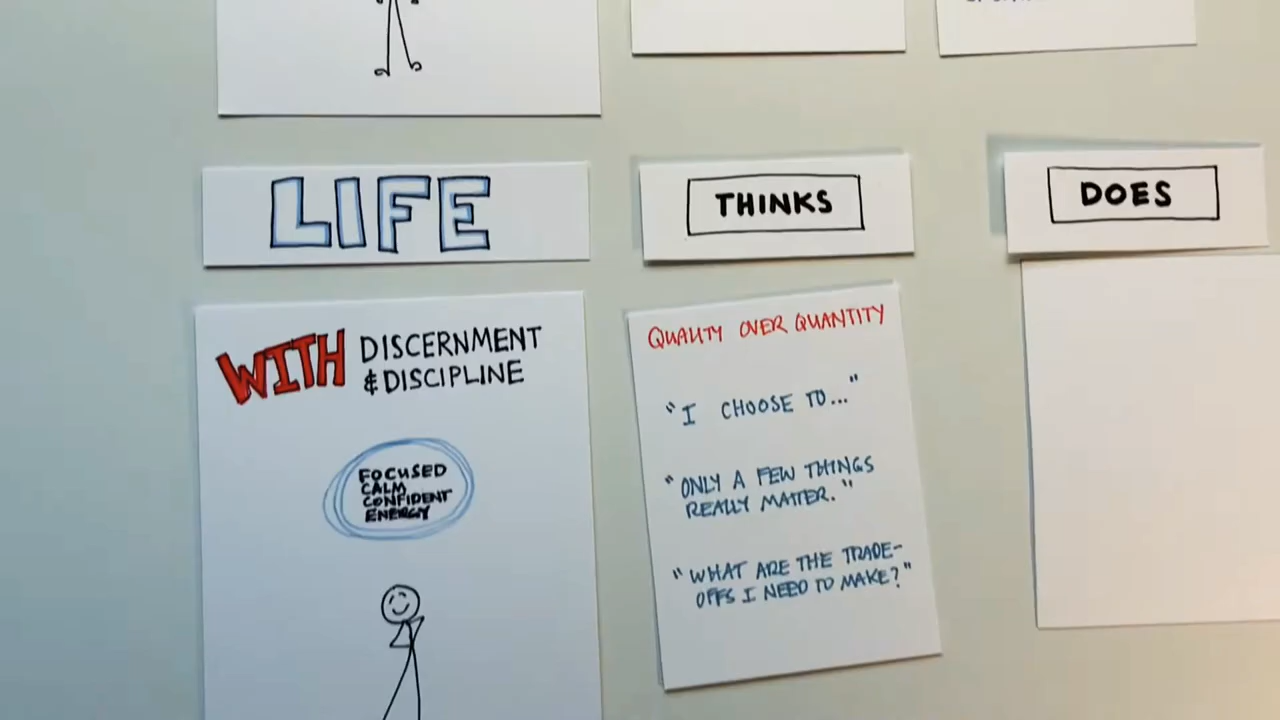 LIFE
THINKS
DOES
WITH DISCERNMENT
& DISCIPLINE
FOCUSED
CALM
CONFIDENT
ENERGY
QUALITY OVER QUANTITY
"I CHOOSE TO..."
"ONLY A FEW THINGS
REALLY MATTER."
"WHAT ARE THE TRADE-
OFFS I NEED TO MAKE?"